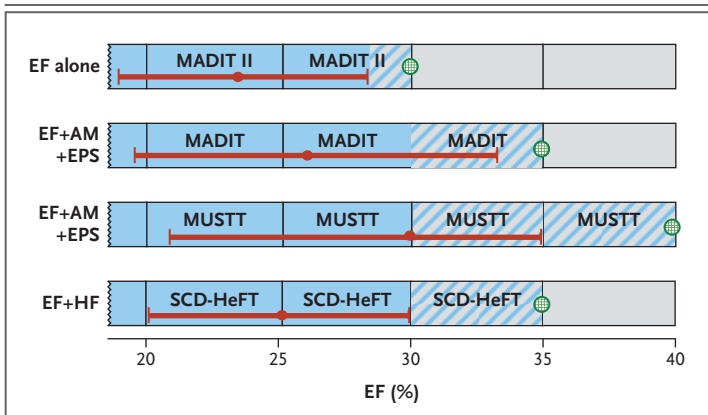 EF alone
MADIT II MADIT II
EF+AM
+EPS
MADIT MADIT MADIT
EF+AM
+EPS
MUSTT MUSTT MUSTT MUSTT
EF+HF
SCD-HeFT SCD-HeFT SCD-HeFT
20 25 30 35 40
EF (%)